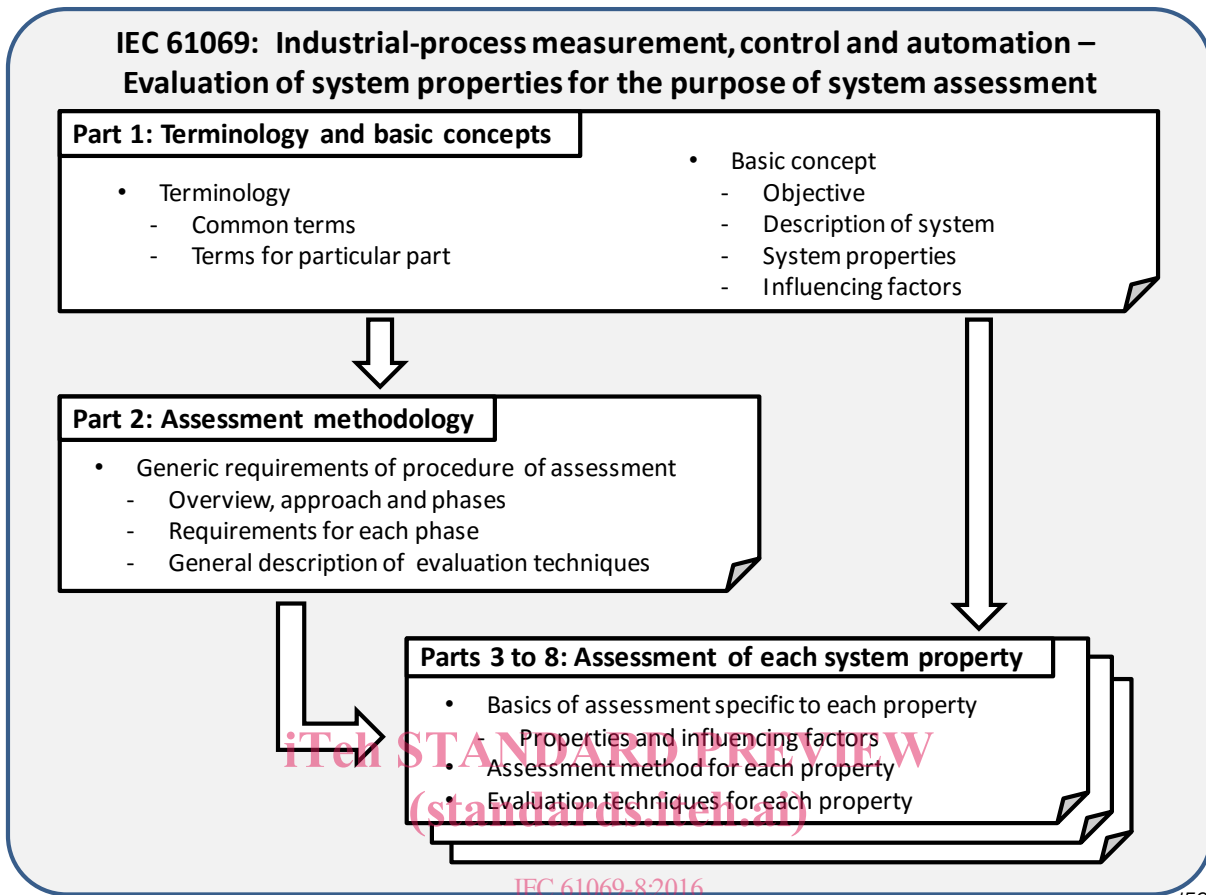 IEC 61069: Industrial-process measurement, control and automation –
Evaluation of system properties for the purpose of system assessment
Part 1: Terminology and basic concepts
• Terminology
- Common terms
- Terms for particular part
• Basic concept
- Objective
- Description of system
- System properties
- Influencing factors
Part 2: Assessment methodology
• Generic requirements of procedure of assessment
- Overview, approach and phases
- Requirements for each phase
- General description of evaluation techniques
Parts 3 to 8: Assessment of each system property
• Basics of assessment specific to each property
- Properties and influencing factors
iTeh STANDARD PREVIEW
• Assessment method for each property
• Evaluation techniques for each property
(standards.iteh.ai)
IEC 61069-8:2016